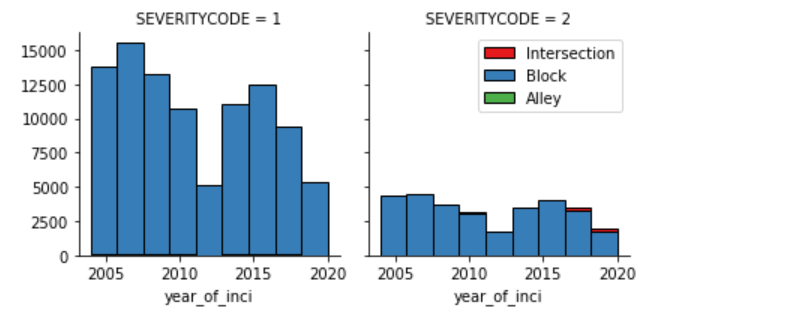 SEVERITYCODE = 1
SEVERITYCODE = 2
15000
12500
10000
7500
5000
2500
0
Intersection
Block
Alley
2005 2010 2015 2020
2005 2010 2015 2020
year_of_inci
year_of_inci